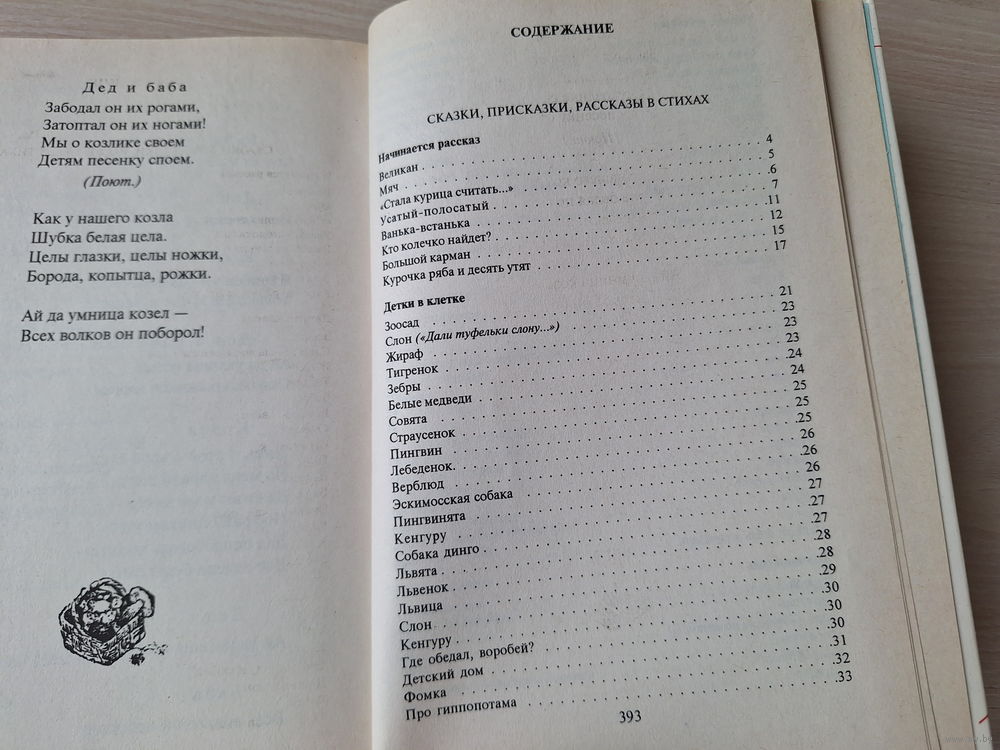 Дед и баба
Забодал он их рогами,
Затоптал он их ногами!
Мы о козлике своем
Детям песенку споем.
(Поют.)
Как у нашего козла
Шубка белая цела.
Целы глазки, целы ножки,
Борода, копытца, рожки.
Ай да умница козел —
Всех волков он поборол!
СОДЕРЖАНИЕ
СКАЗКИ, ПРИСКАЗКИ, РАССКАЗЫ В СТИХАХ
Начинается рассказ
Великан 4
Мяч 5
«Стала курица считать...» 6
Усатый-полосатый 7
Ванька-встанька 11
Кто колечко найдет? 12
Большой карман 15
Курочка ряба и десять утят 17
Детки в клетке
Зоосад 21
Слон («Дали туфельки слону...») 23
Жираф 23
Тигренок 23
Зебры 24
Белые медведи 24
Совята 25
Страусенок 25
Пингвин 25
Лебеденок 26
Верблюд 26
Эскимосская собака 26
Пингвинята 27
Кенгуру 27
Собака динго 27
Львята 28
Львенок 28
Львица 29
Слон 30
Кенгуру 30
Где обедал, воробей? 30
Детский дом 31
Фомка 32
Про гиппопотама 33
393